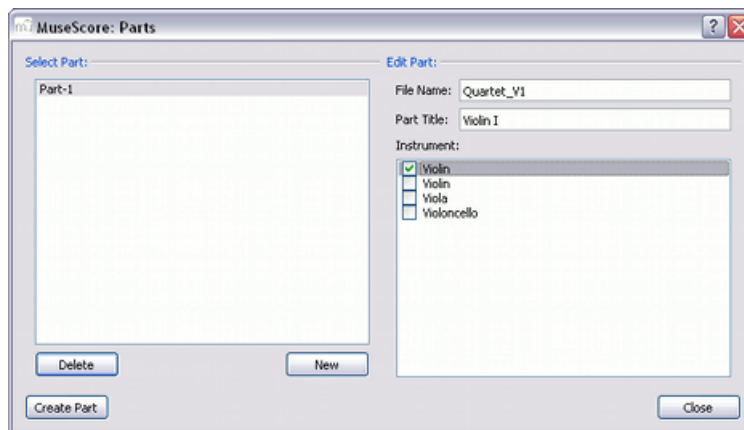 MuseScore: Parts
Select Part:
Part-1
Delete
New
Create Part
Edit Part:
File Name: Quartet_V1
Part Title: Violin I
Instrument:
Violin
Violin
Viola
Violoncello
Close